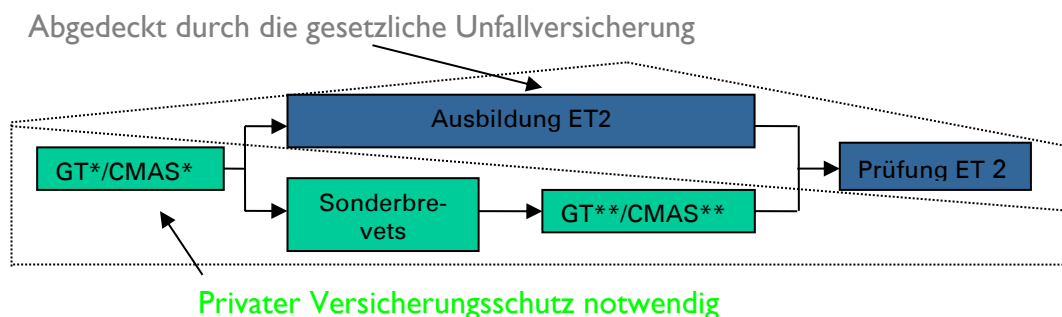 Abgedeckt durch die gesetzliche Unfallversicherung
Ausbildung ET2
GT*/CMAS*
Prüfung ET 2
Sonderbre-
vets
GT**/CMAS**
Privater Versicherungsschutz notwendig